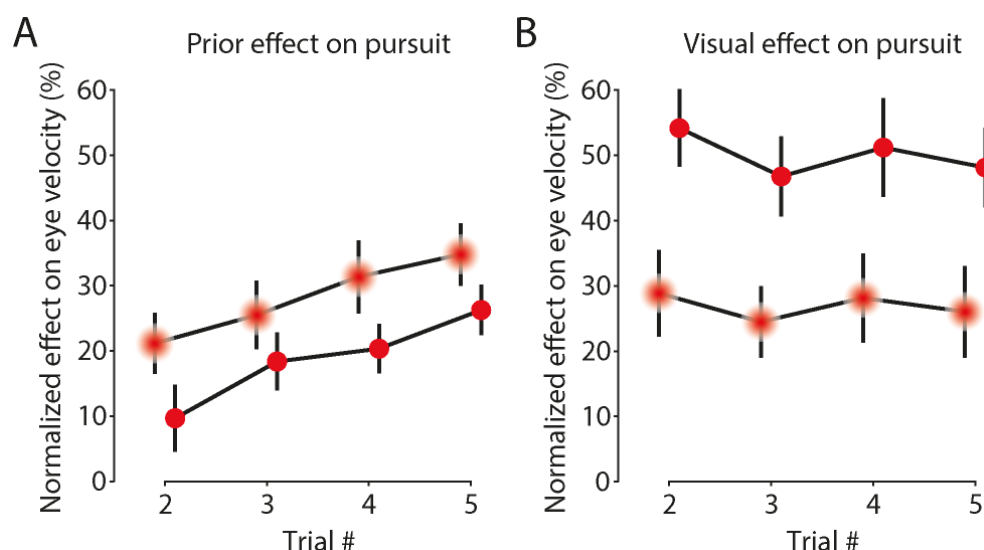 A
Prior effect on pursuit
Normalized effect on eye velocity (%)
60
50
40
30
20
10
0
2 3 4 5
Trial #
B
Visual effect on pursuit
Normalized effect on eye velocity (%)
60
50
40
30
20
10
0
2 3 4 5
Trial #